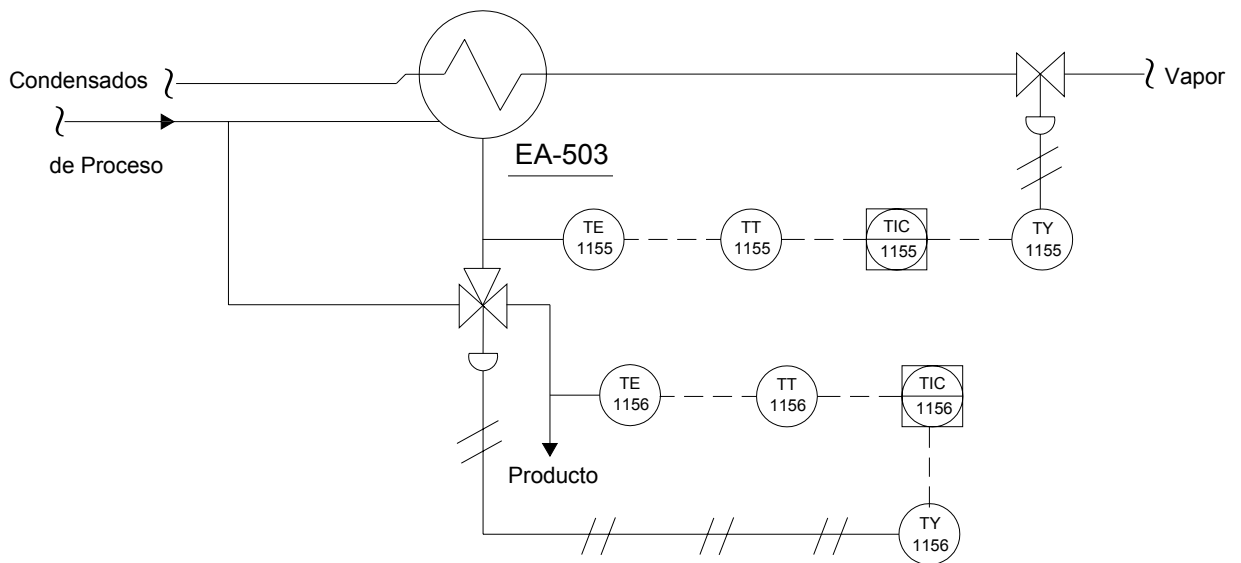 Condensados
Vapor
de Proceso
EA-503
TE
1155
TT
1155
TIC
1155
TY
1155
TE
1156
TT
1156
TIC
1156
Producto
TY
1156